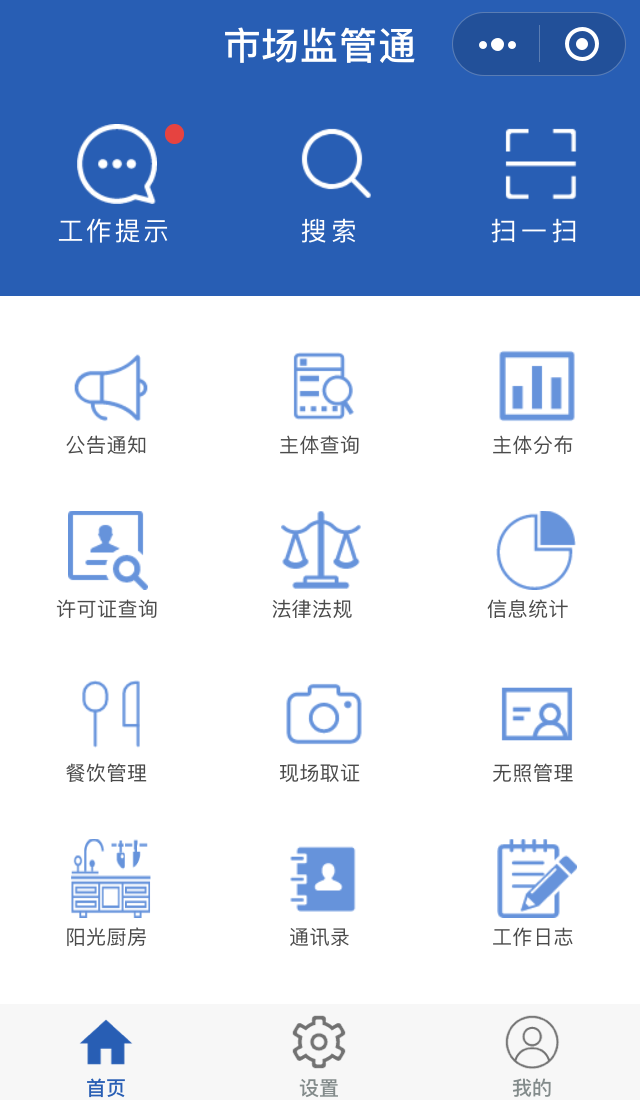 市场监管通
工作提示 搜索 扫一扫
公告通知 主体查询 主体分布
许可证查询 法律法规 信息统计
餐饮管理 现场取证 无照管理
阳光厨房 通讯录 工作日志
首页 设置 我的